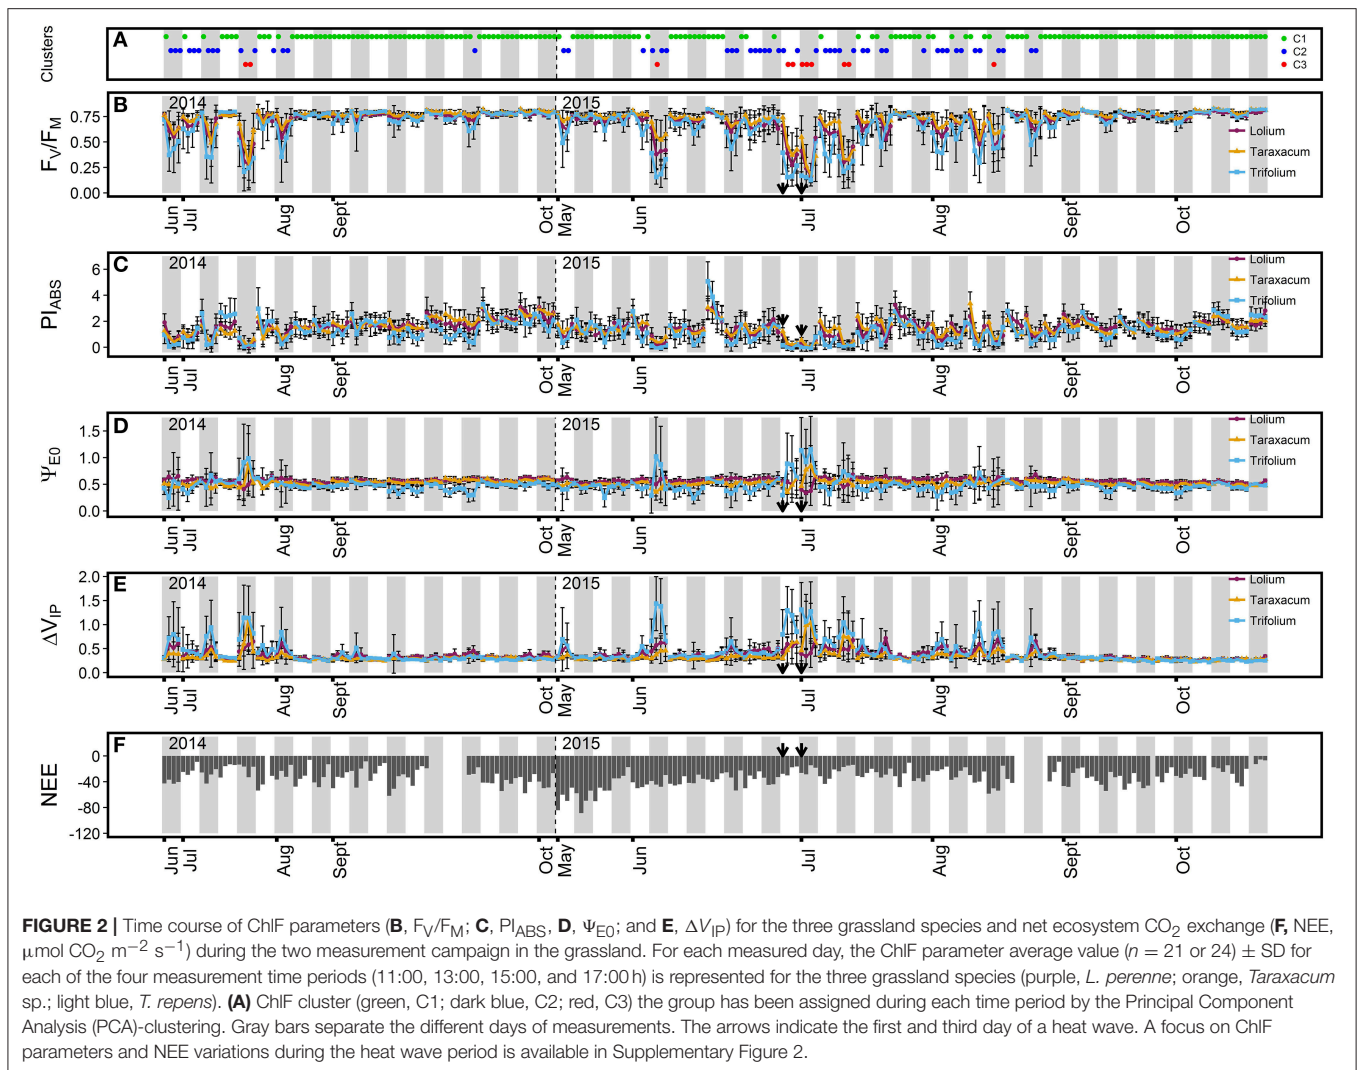 A
Clusters
C1
C2
C3
B
2014
2015
FV/FM
0.75
0.50
0.25
0.00
Lolium
Taraxacum
Trifolium
Jun Jul Aug Sept Oct May Jun Jul Aug Oct
C
2014
2015
PIABS
6
4
2
0
Lolium
Taraxacum
Trifolium
Jun Jul Aug Sept Oct May Jun Jul Aug Sept Oct
D
2014
2015
ΨE0
1.5
1.0
0.5
0.0
Lolium
Taraxacum
Trifolium
Jun Jul Aug Sept Oct May Jun Jul Aug Sept Oct
E
2014
2015
ΔVIP
2.0
1.5
1.0
0.5
0.0
Lolium
Taraxacum
Trifolium
Jun Jul Aug Sept Oct May Jun Jul Aug Sept Oct
F
2014
2015
NEE
0
-40
-80
-120
Jun Jul Aug Sept Oct May Jun Jul Aug Sept Oct
FIGURE 2 | Time course of ChlF parameters (B, FV/FM; C, PIABS, D, ΨE0; and E, ΔVIP) for the three grassland species and net ecosystem CO2 exchange (F, NEE,
μmol CO2 m−2 s−1) during the two measurement campaign in the grassland. For each measured day, the ChlF parameter average value (n = 21 or 24) ± SD for
each of the four measurement time periods (11:00, 13:00, 15:00, and 17:00 h) is represented for the three grassland species (purple, L. perenne; orange, Taraxacum
sp.; light blue, T. repens). (A) ChlF cluster (green, C1; dark blue, C2; red, C3) the group has been assigned during each time period by the Principal Component
Analysis (PCA)-clustering. Gray bars separate the different days of measurements. The arrows indicate the first and third day of a heat wave. A focus on ChlF
parameters and NEE variations during the heat wave period is available in Supplementary Figure 2.